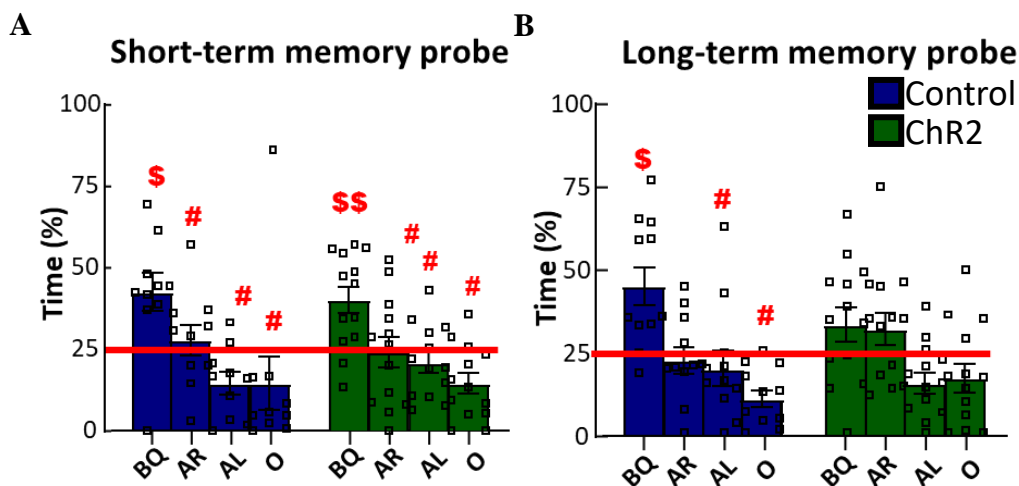 A
B
Short-term memory probe
Long-term memory probe
Control
ChR2
Time (%)
100
75
50
25
0
$
#
#
#
$$
#
#
#
BQ
AR
AL
O
BQ
AR
AL
O
Time (%)
100
75
50
25
0
$
#
#
BQ
AR
AL
O
BQ
AR
AL
O